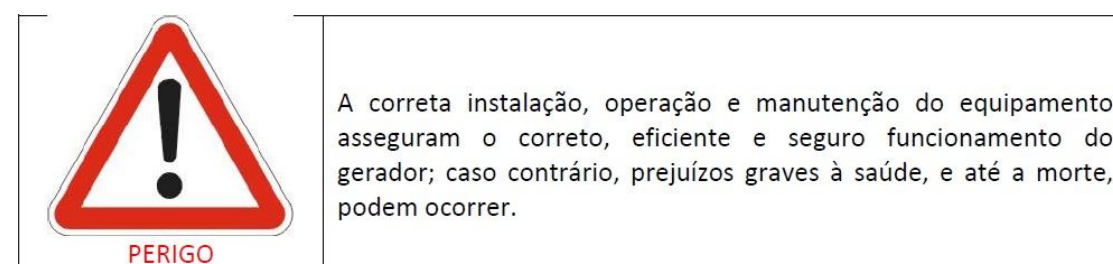 PERIGO
A correta instalação, operação e manutenção do equipamento
asseguram o correto, eficiente e seguro funcionamento do
gerador; caso contrário, prejuízos graves à saúde, e até a morte,
podem ocorrer.